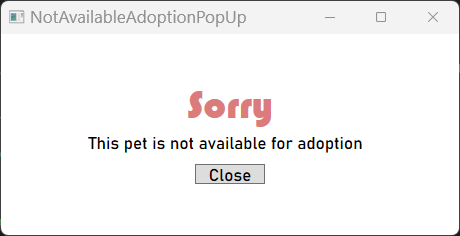 NotAvailableAdoptionPopUp
Sorry
This pet is not available for adoption
Close